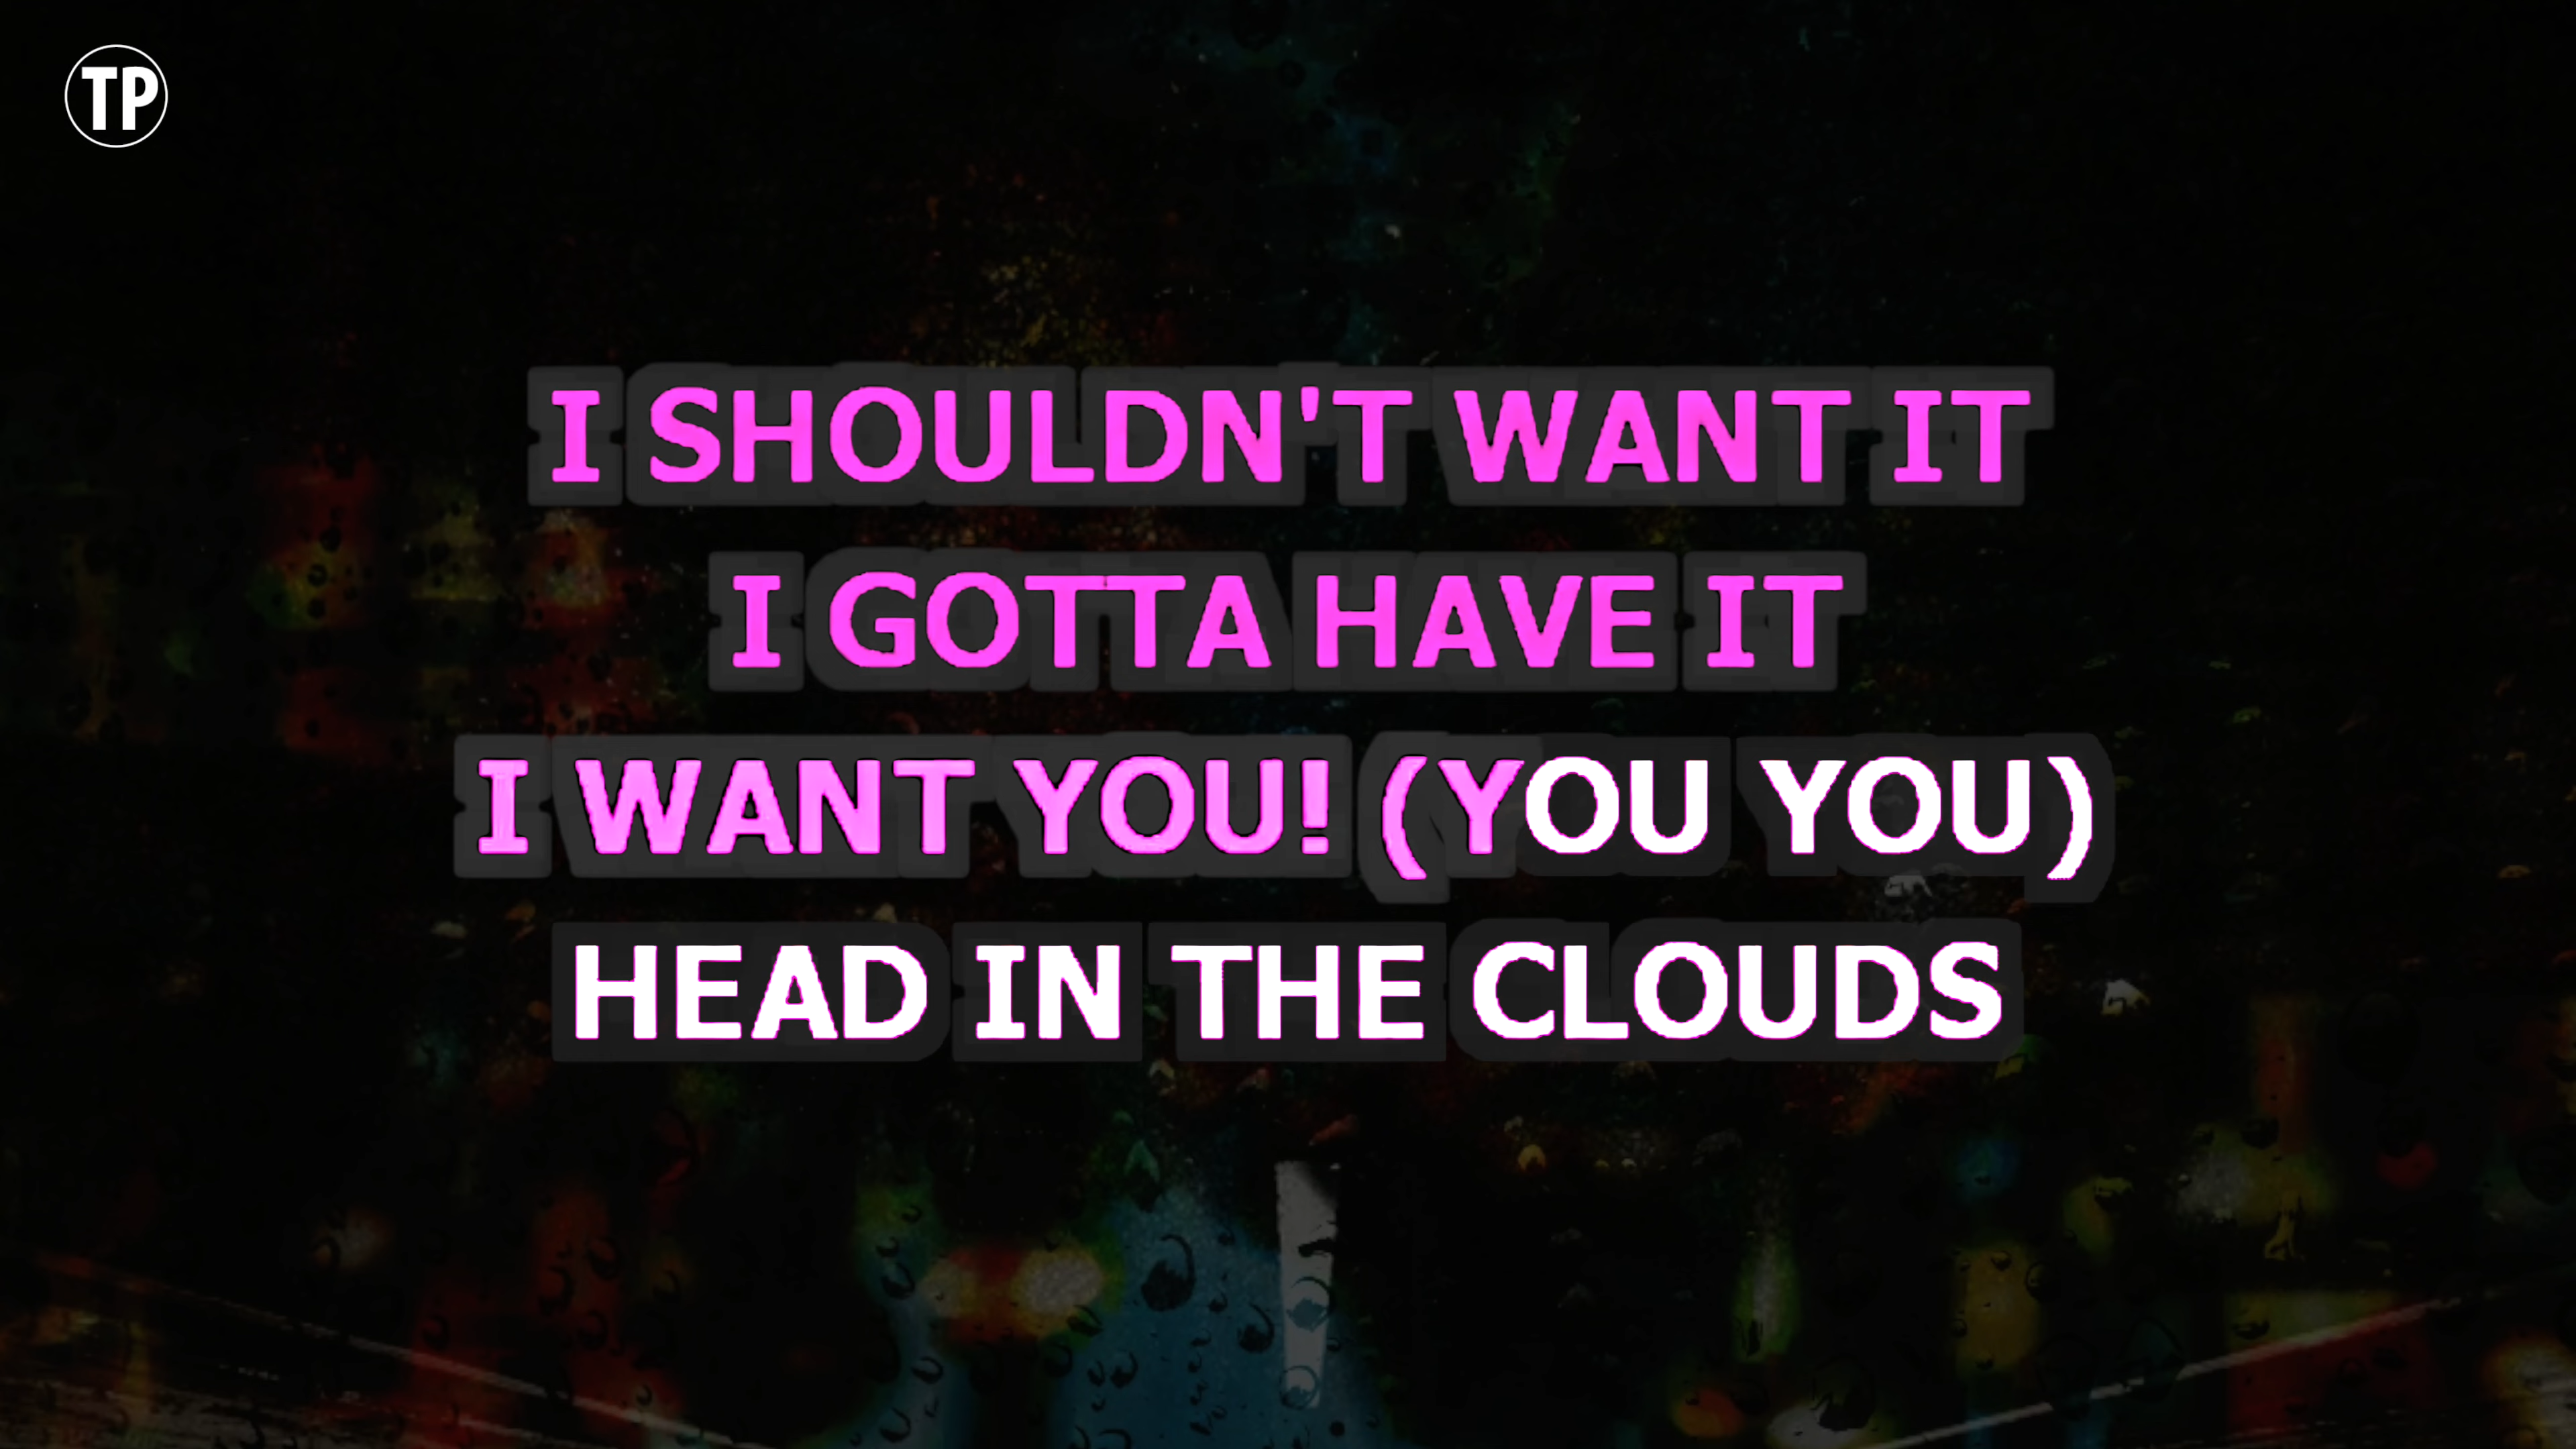 TP
I SHOULDN'T WANT IT
I GOTTA HAVE IT
I WANT YOU! (YOU YOU)
HEAD IN THE CLOUDS